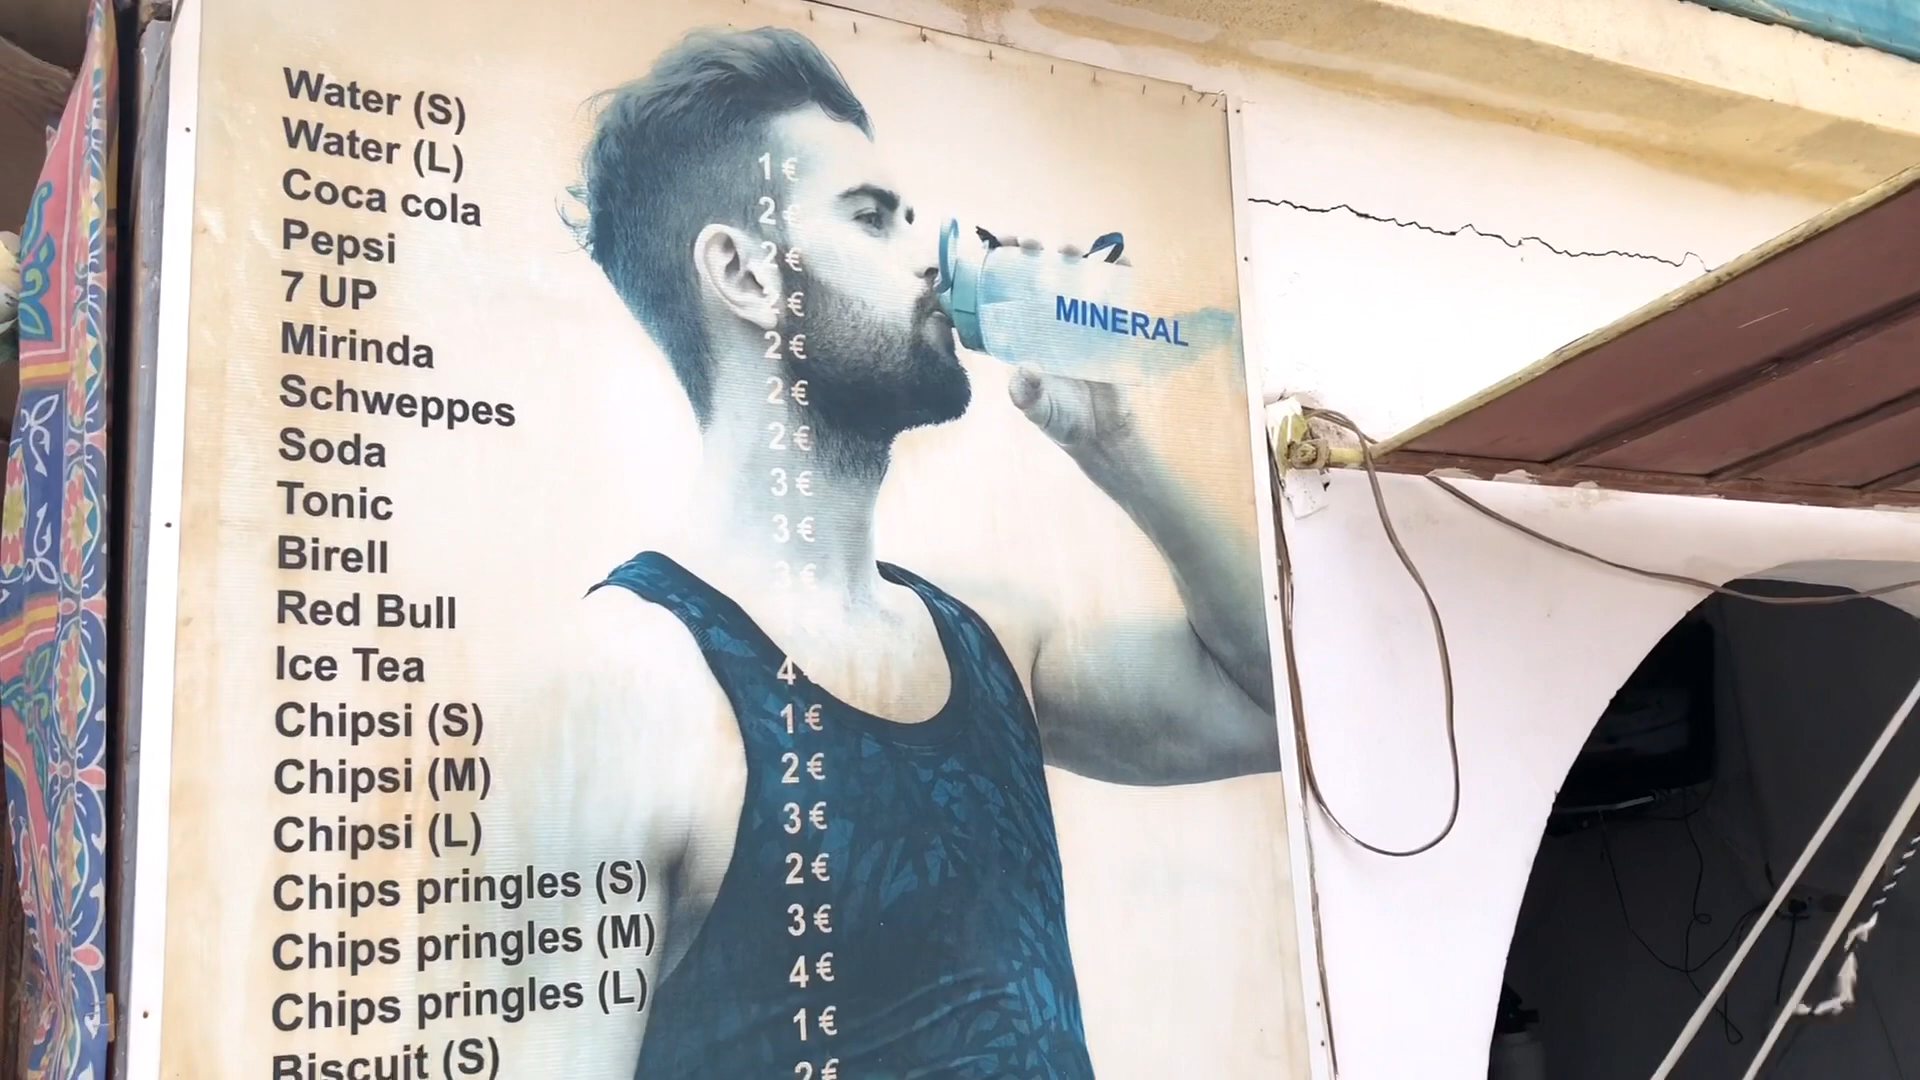 Water (S) 1 €
Water (L) 2 €
Coca cola 2 €
Pepsi 2 €
7 UP 2 €
Mirinda 2 €
Schweppes 2 €
Soda 3 €
Tonic 3 €
Birell 3 €
Red Bull
Ice Tea 4
Chipsi (S) 1 €
Chipsi (M) 2 €
Chipsi (L) 3 €
Chips pringles (S) 2 €
Chips pringles (M) 3 €
Chips pringles (L) 4 €
Biscuit (S) 1 €
2 €
MINERAL